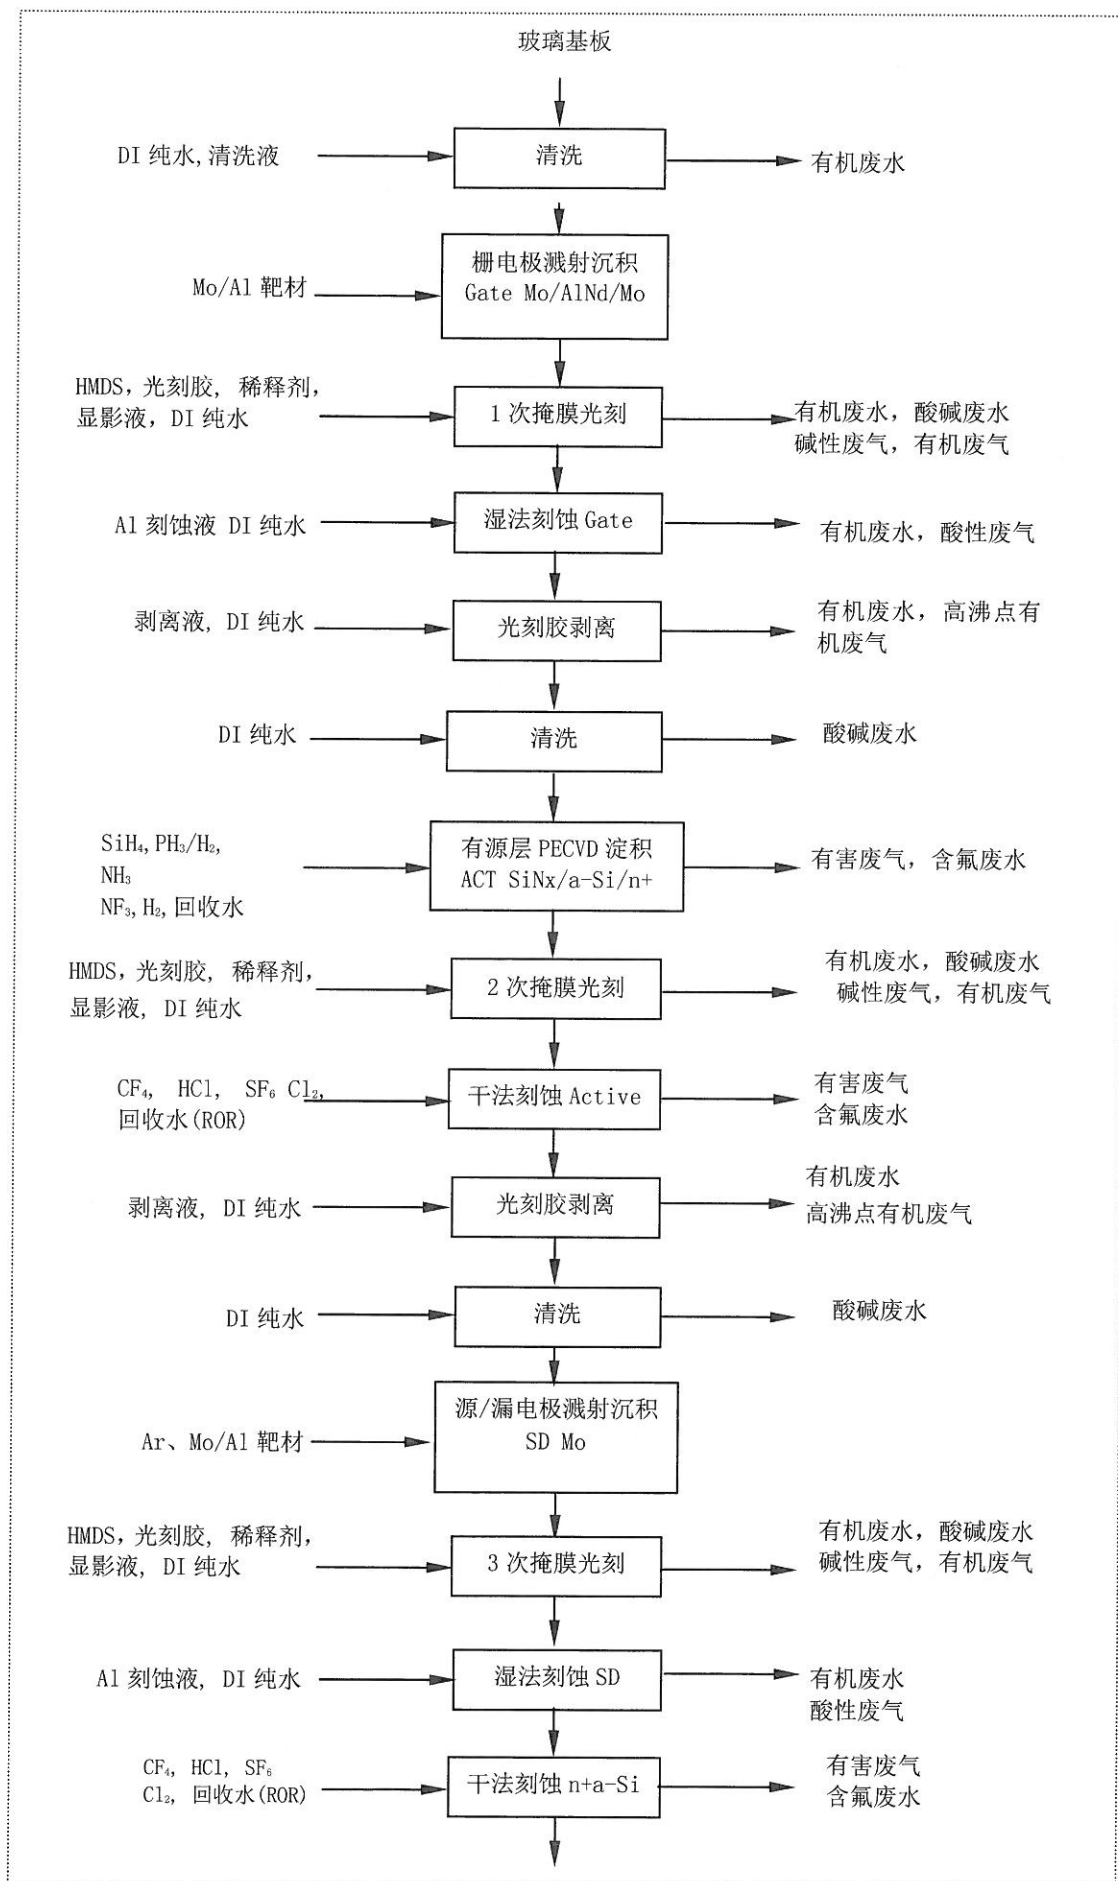 玻璃基板
DI 纯水,清洗液
清洗
有机废水
栅电极溅射沉积
Gate Mo/AlNd/Mo
Mo/Al 靶材
HMDS，光刻胶, 稀释剂，
显影液，DI 纯水
1 次掩膜光刻
有机废水，酸碱废水
碱性废气，有机废气
Al 刻蚀液 DI 纯水
湿法刻蚀 Gate
有机废水，酸性废气
剥离液, DI 纯水
光刻胶剥离
有机废水，高沸点有
机废气
DI 纯水
清洗
酸碱废水
SiH₄,PH₃/H₂,
NH₃
NF₃,H₂,回收水
有源层 PECVD 淀积
ACT SiNx/a-Si/n+
有害废气，含氟废水
HMDS，光刻胶, 稀释剂，
显影液, DI 纯水
2 次掩膜光刻
有机废水，酸碱废水
碱性废气，有机废气
CF₄, HCl, SF₆ Cl₂,
回收水(ROR)
干法刻蚀 Active
有害废气
含氟废水
剥离液, DI 纯水
光刻胶剥离
有机废水
高沸点有机废气
DI 纯水
清洗
酸碱废水
源/漏电极溅射沉积
SD Mo
Ar、Mo/Al 靶材
HMDS，光刻胶, 稀释剂，
显影液, DI 纯水
3 次掩膜光刻
有机废水，酸碱废水
碱性废气，有机废气
Al 刻蚀液, DI 纯水
湿法刻蚀 SD
有机废水
酸性废气
CF₄, HCl, SF₆
Cl₂, 回收水(ROR)
干法刻蚀 n+a-Si
有害废气
含氟废水